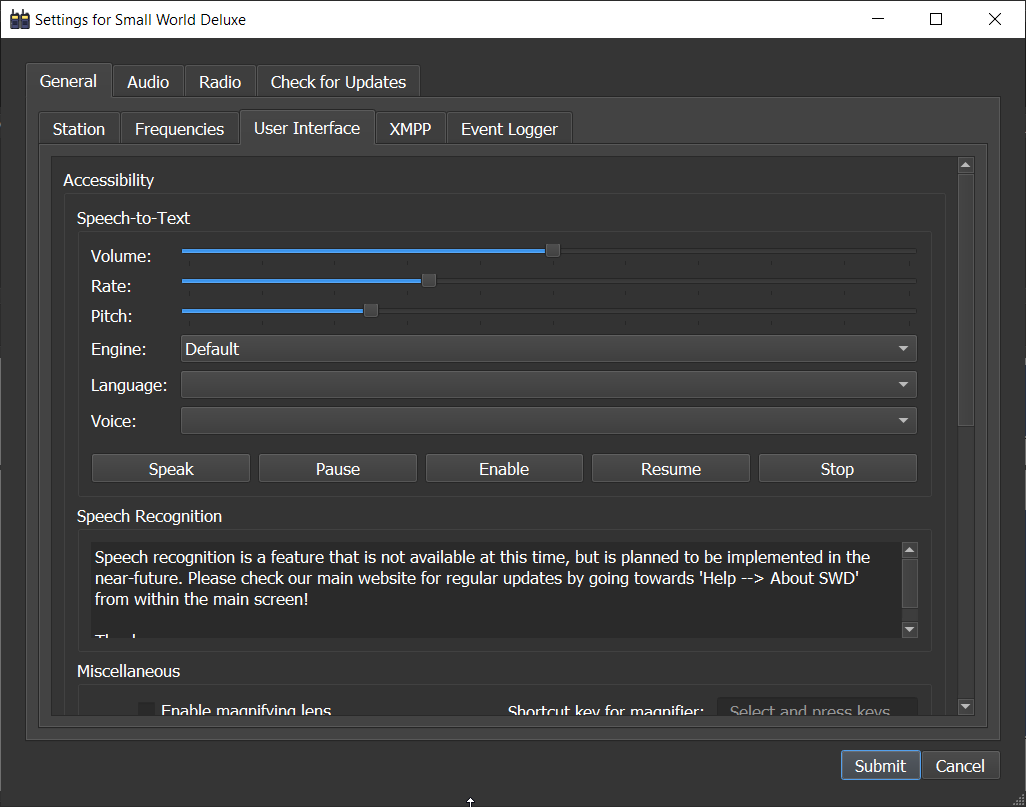 Settings for Small World Deluxe
General Audio Radio Check for Updates
Station Frequencies User Interface XMPP Event Logger
Accessibility
Speech-to-Text
Volume:
Rate:
Pitch:
Engine: Default
Language:
Voice:
Speak Pause Enable Resume Stop
Speech Recognition
Speech recognition is a feature that is not available at this time, but is planned to be implemented in the
near-future. Please check our main website for regular updates by going towards 'Help --> About SWD'
from within the main screen!
Miscellaneous
Enable magnifying lens Shortcut key for magnifier: Select and press keys
Submit Cancel